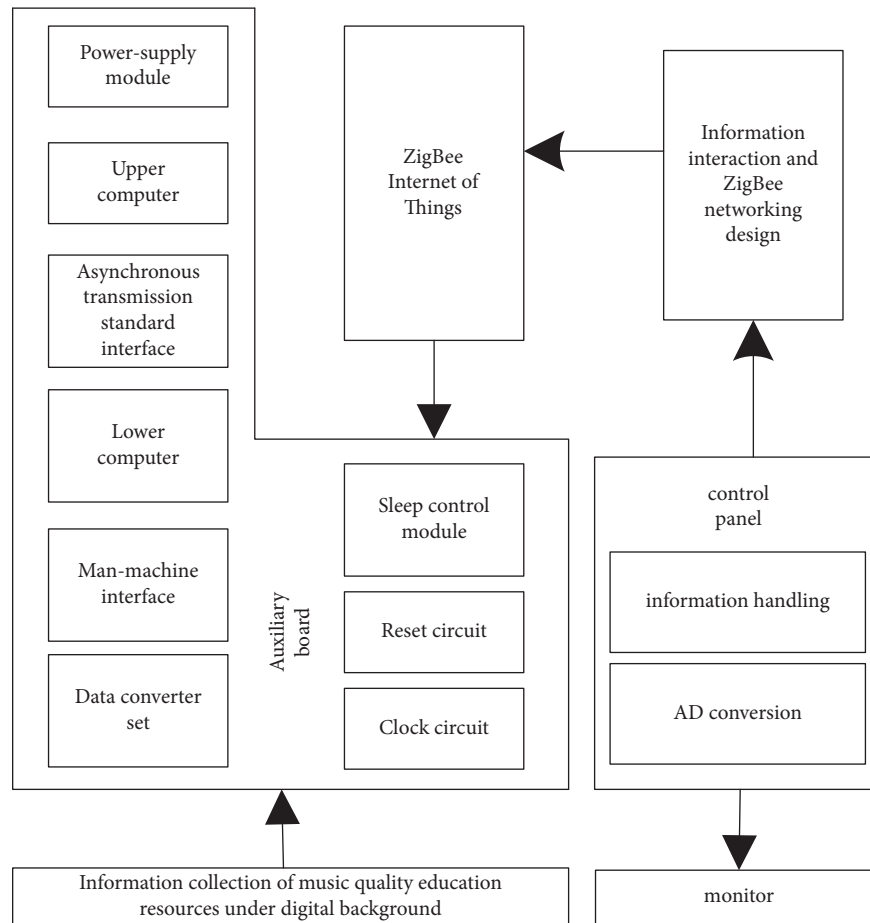 Power-supply
module
Upper
computer
Asynchronous
transmission
standard
interface
Lower
computer
Man-machine
interface
Data converter
set
Auxiliary
board
ZigBee
Internet of
Things
Sleep control
module
Reset circuit
Clock circuit
Information
interaction and
ZigBee
networking
design
control
panel
information handling
AD conversion
Information collection of music quality education
resources under digital background
monitor